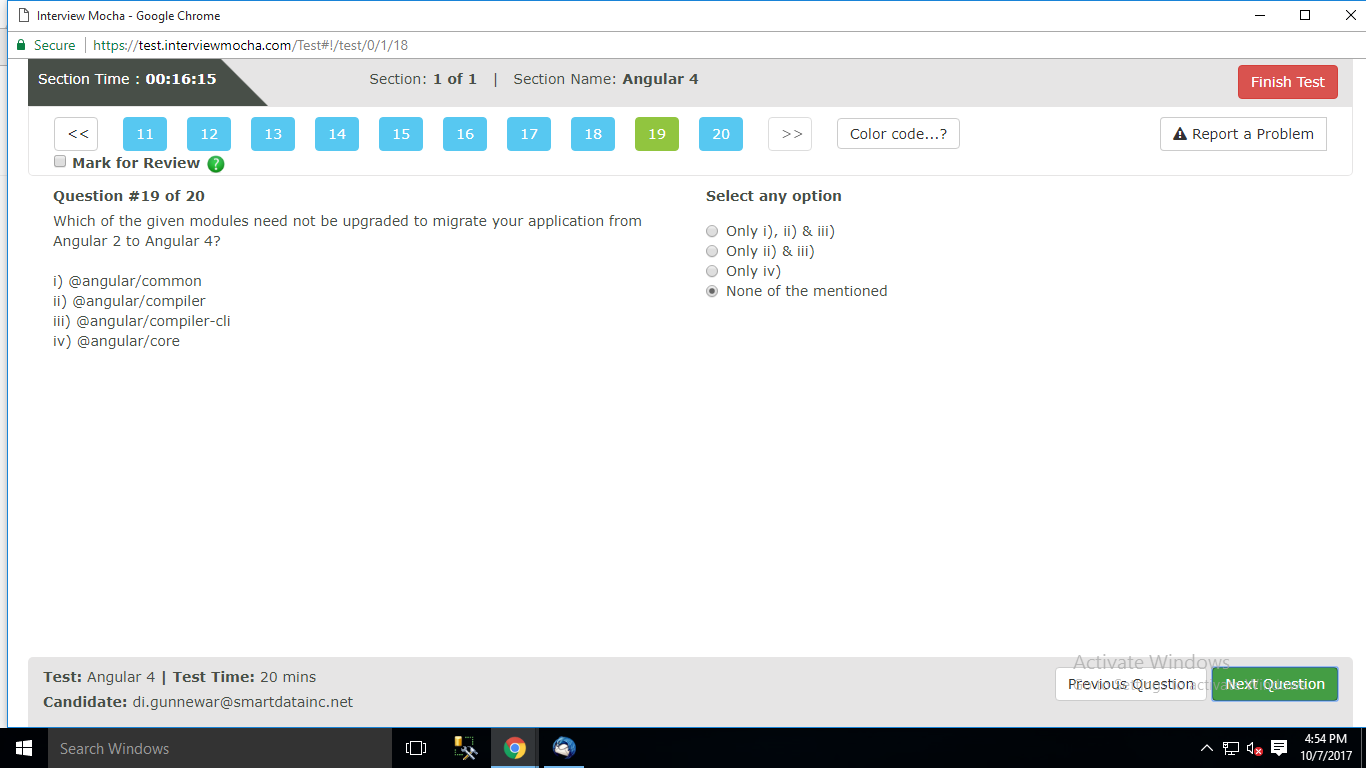 Interview Mocha - Google Chrome
Secure | https://test.interviewmocha.com/Test#!/test/0/1/18
Section Time : 00:16:15 Section: 1 of 1 | Section Name: Angular 4 Finish Test
<< 11 12 13 14 15 16 17 18 19 20 >> Color code...? Report a Problem
Mark for Review ?
Question #19 of 20
Which of the given modules need not be upgraded to migrate your application from
Angular 2 to Angular 4?
i) @angular/common
ii) @angular/compiler
iii) @angular/compiler-cli
iv) @angular/core
Select any option
Only i), ii) & iii)
Only ii) & iii)
Only iv)
None of the mentioned
Test: Angular 4 | Test Time: 20 mins
Candidate: di.gunnewar@smartdatainc.net
Activate Windows
Previous Question Next Question
Search Windows
4:54 PM
10/7/2017